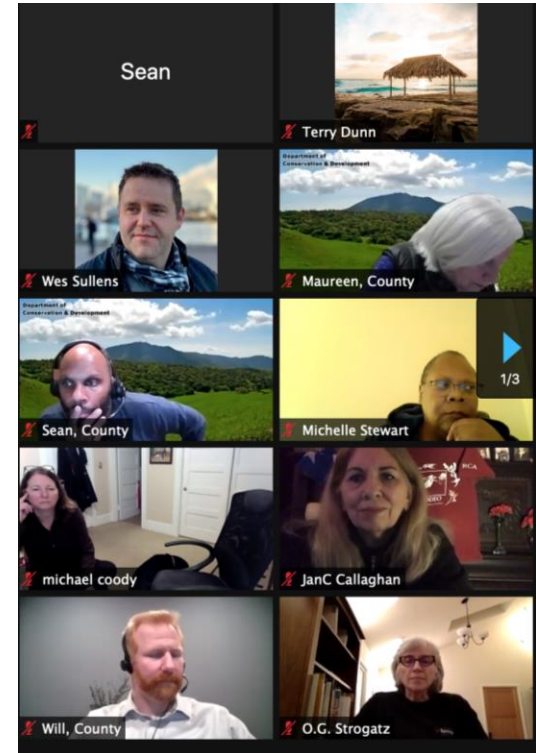 Sean
Terry Dunn
Wes Sullens
Department of
Conservation & Development
Maureen, County
Department of
Conservation & Development
Sean, County
Michelle Stewart
1/3
michael coody
RCA
JanC Callaghan
Will, County
O.G. Strogatz